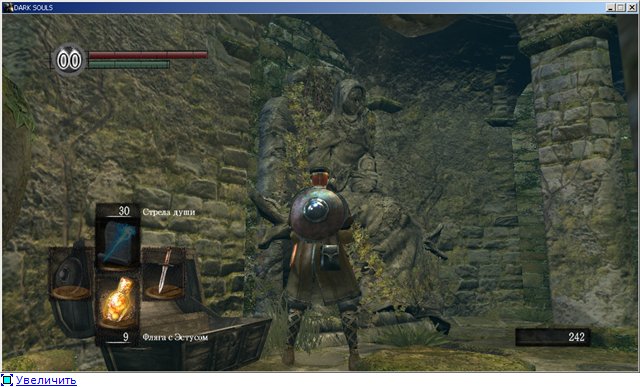 DARK SOULS
00
30 Стрела души
9 Фляга с Эстусом
242
Увеличить